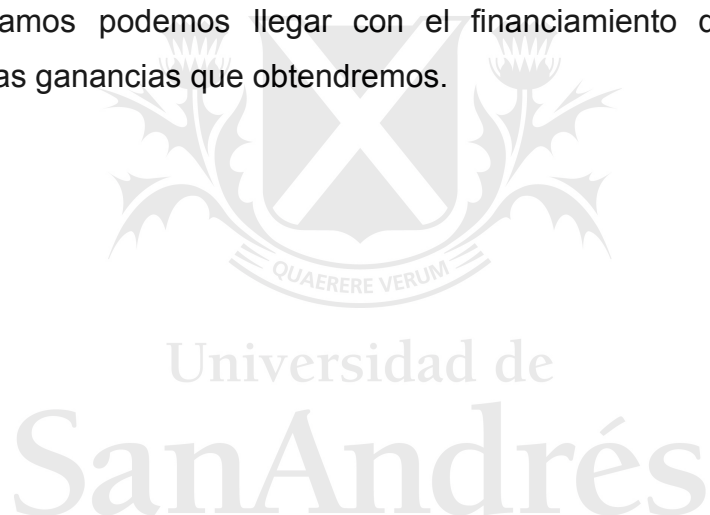 amos podemos llegar con el financiamiento
as ganancias que obtendremos.
QUAERERE VERUM
Universidad de
SanAndrés